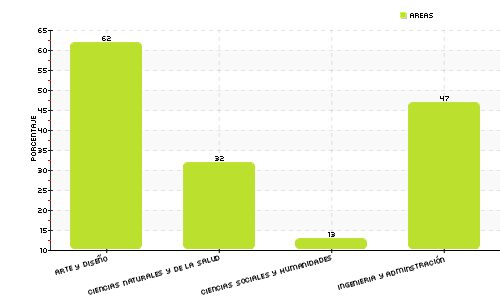 AREAS
65
62
60
55
50
47
45
40
35
32
30
25
20
15
13
10
PORCENTAJE
ARTE Y DISEÑO
CIENCIAS NATURALES Y DE LA SALUD
CIENCIAS SOCIALES Y HUMANIDADES
INGENIERIA Y ADMINSTRACIÓN